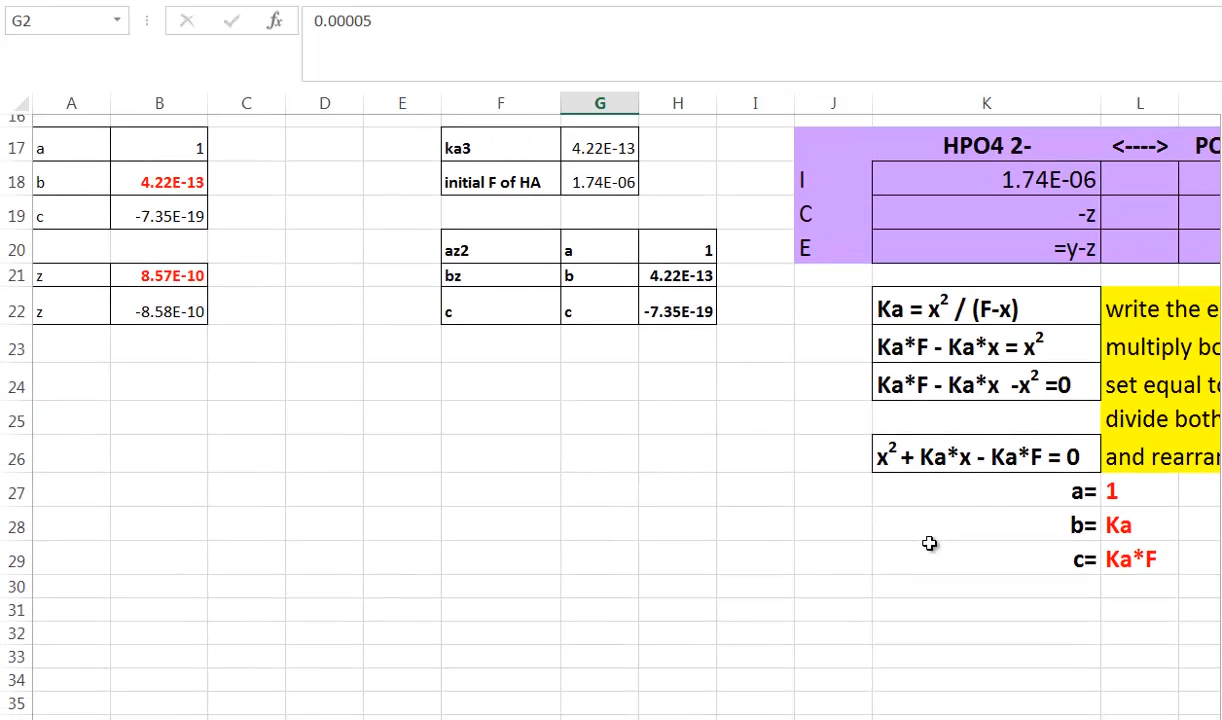 G2 fx 0.00005
A B C D E F G H I J K L
16
17 a 1 ka3 4.22E-13 HPO4 2- <----> PO
18 b 4.22E-13 initial F of HA 1.74E-06 I 1.74E-06
19 c -7.35E-19 C -z
20 az2 a 1 E =y-z
21 z 8.57E-10 bz b 4.22E-13
22 z -8.58E-10 c c -7.35E-19 Ka = x² / (F-x) write the e
23 Ka*F - Ka*x = x² multiply bo
24 Ka*F - Ka*x -x² =0 set equal to
25 divide both
26 x² + Ka*x - Ka*F = 0 and rearran
27 a= 1
28 b= Ka
29 c= Ka*F
30
31
32
33
34
35